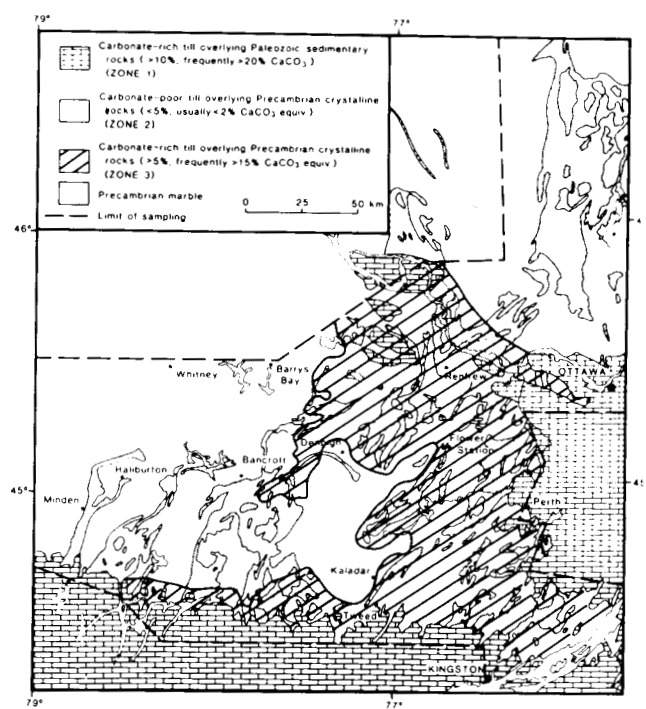 79°
77°
Carbonate-rich till overlying Paleozoic sedimentary
rocks (>10%, frequently >20% CaCO₃)
(ZONE 1)
Carbonate-poor till overlying Precambrian crystalline
rocks (<5%, usually <2% CaCO₃ equiv.)
(ZONE 2)
Carbonate-rich till overlying Precambrian crystalline
rocks (>5%, frequently >15% CaCO₃ equiv.)
(ZONE 3)
Precambrian marble
0 25 50 km
Limit of sampling
46°
4
Whitney
Barrys
Bay
Renfrew
OTTAWA
Denbigh
Flower
Station
Bancroft
Haliburton
45°
45
Minden
Perth
Kaladar
Tweed
KINGSTON
79°
77°